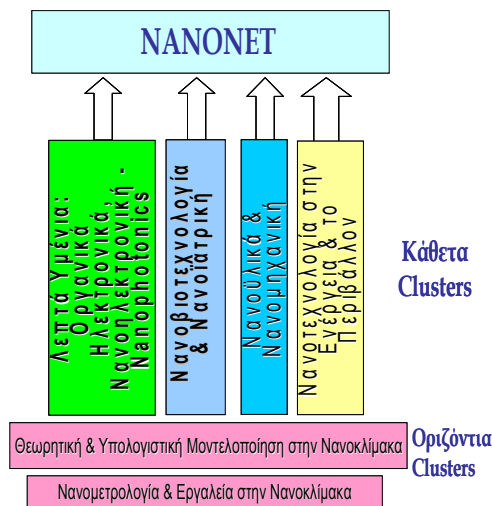 NANONET
Λεπτά Υμένια:
Οργανικά
Ηλεκτρονικά,
Νανοηλεκτρονική -
Nanophotonics
Νανοβιοτεχνολογία
& Νανοϊατρική
Νανοϋλικά &
Νανομηχανική
Νανοτεχνολογία στην
Ενέργεια & το
Περιβάλλον
Κάθετα
Clusters
Θεωρητική & Υπολογιστική Μοντελοποίηση στην Νανοκλίμακα
Οριζόντια
Clusters
Νανομετρολογία & Εργαλεία στην Νανοκλίμακα